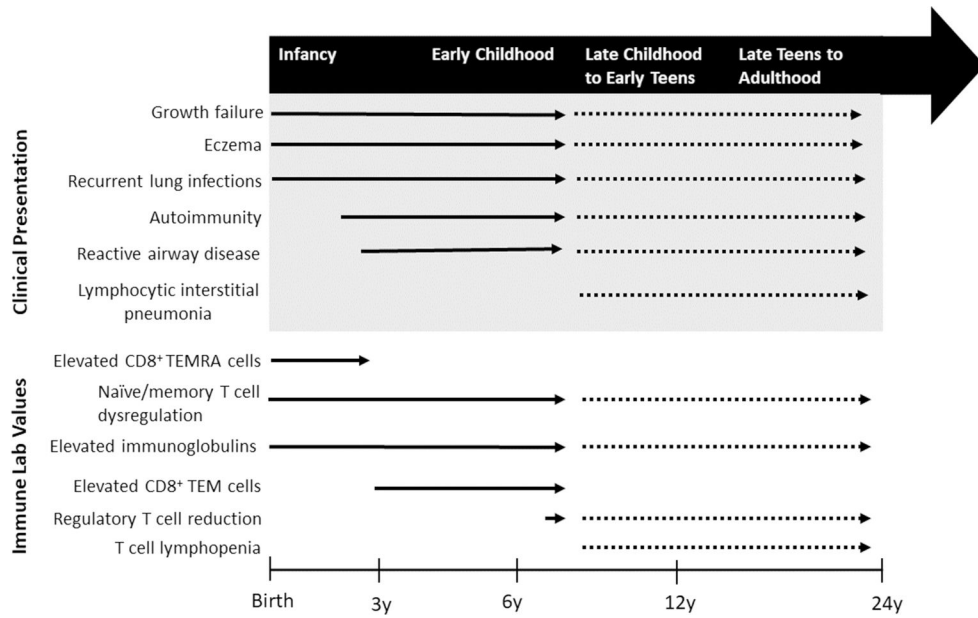 Infancy
Early Childhood
Late Childhood
to Early Teens
Late Teens to
Adulthood
Clinical Presentation
Growth failure
Eczema
Recurrent lung infections
Autoimmunity
Reactive airway disease
Lymphocytic interstitial
pneumonia
Immune Lab Values
Elevated CD8⁺ TEMRA cells
Naïve/memory T cell
dysregulation
Elevated immunoglobulins
Elevated CD8⁺ TEM cells
Regulatory T cell reduction
T cell lymphopenia
Birth
3y
6y
12y
24y